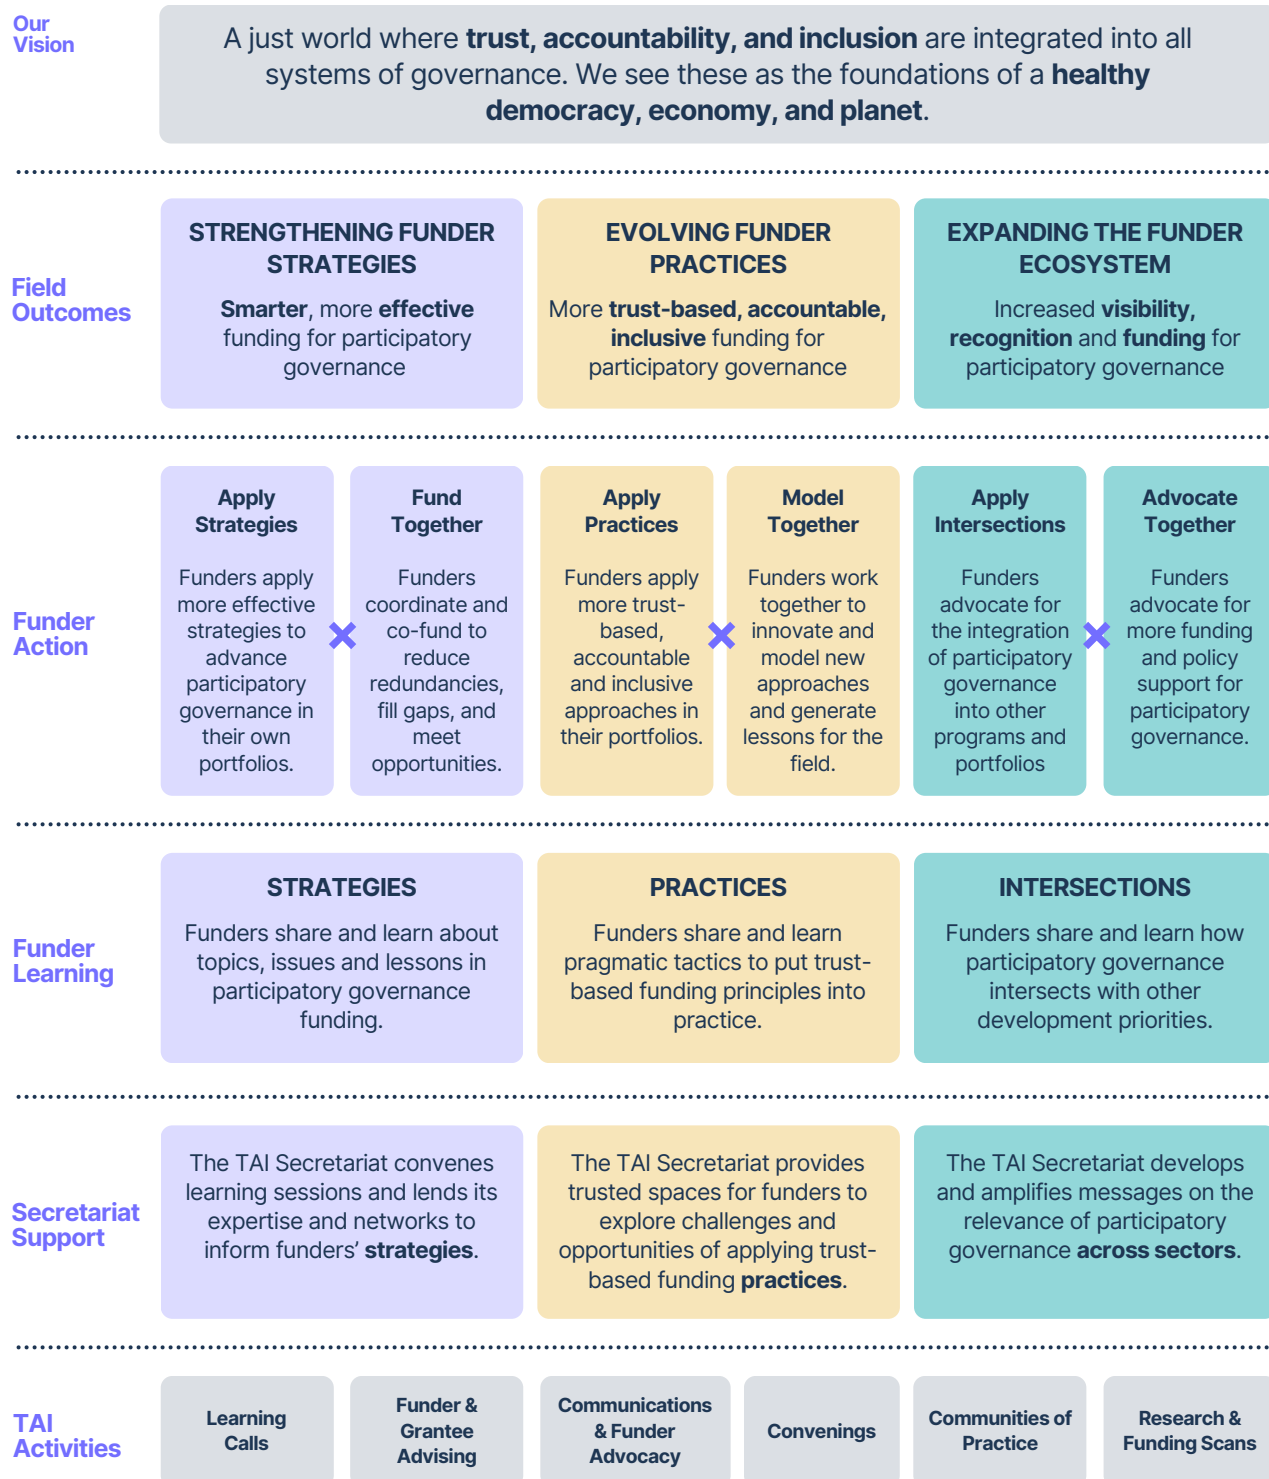 Our
Vision
A just world where trust, accountability, and inclusion are integrated into all
systems of governance. We see these as the foundations of a healthy
democracy, economy, and planet.
Field
Outcomes
STRENGTHENING FUNDER
STRATEGIES
Smarter, more effective
funding for participatory
governance
EVOLVING FUNDER
PRACTICES
More trust-based, accountable,
inclusive funding for
participatory governance
EXPANDING THE FUNDER
ECOSYSTEM
Increased visibility,
recognition and funding for
participatory governance
Funder
Action
Apply
Strategies
Funders apply
more effective
strategies to
advance
participatory
governance in
their own
portfolios.
Fund
Together
Funders
coordinate and
co-fund to
reduce
redundancies,
fill gaps, and
meet
opportunities.
Apply
Practices
Funders apply
more trust-
based,
accountable
and inclusive
approaches in
their portfolios.
Model
Together
Funders work
together to
innovate and
model new
approaches
and generate
lessons for the
field.
Apply
Intersections
Funders
advocate for
the integration
of participatory
governance
into other
programs and
portfolios
Advocate
Together
Funders
advocate for
more funding
and policy
support for
participatory
governance.
Funder
Learning
STRATEGIES
Funders share and learn about
topics, issues and lessons in
participatory governance
funding.
PRACTICES
Funders share and learn
pragmatic tactics to put trust-
based funding principles into
practice.
INTERSECTIONS
Funders share and learn how
participatory governance
intersects with other
development priorities.
Secretariat
Support
The TAI Secretariat convenes
learning sessions and lends its
expertise and networks to
inform funders’ strategies.
The TAI Secretariat provides
trusted spaces for funders to
explore challenges and
opportunities of applying trust-
based funding practices.
The TAI Secretariat develops
and amplifies messages on the
relevance of participatory
governance across sectors.
TAI
Activities
Learning
Calls
Funder &
Grantee
Advising
Communications
& Funder
Advocacy
Convenings
Communities of
Practice
Research &
Funding Scans